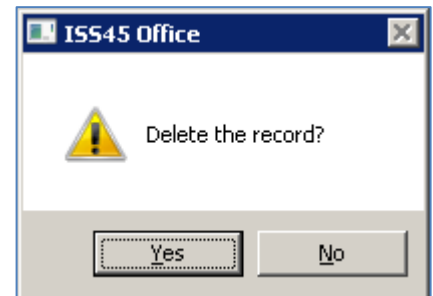 ISS45 Office
Delete the record?
Yes
No